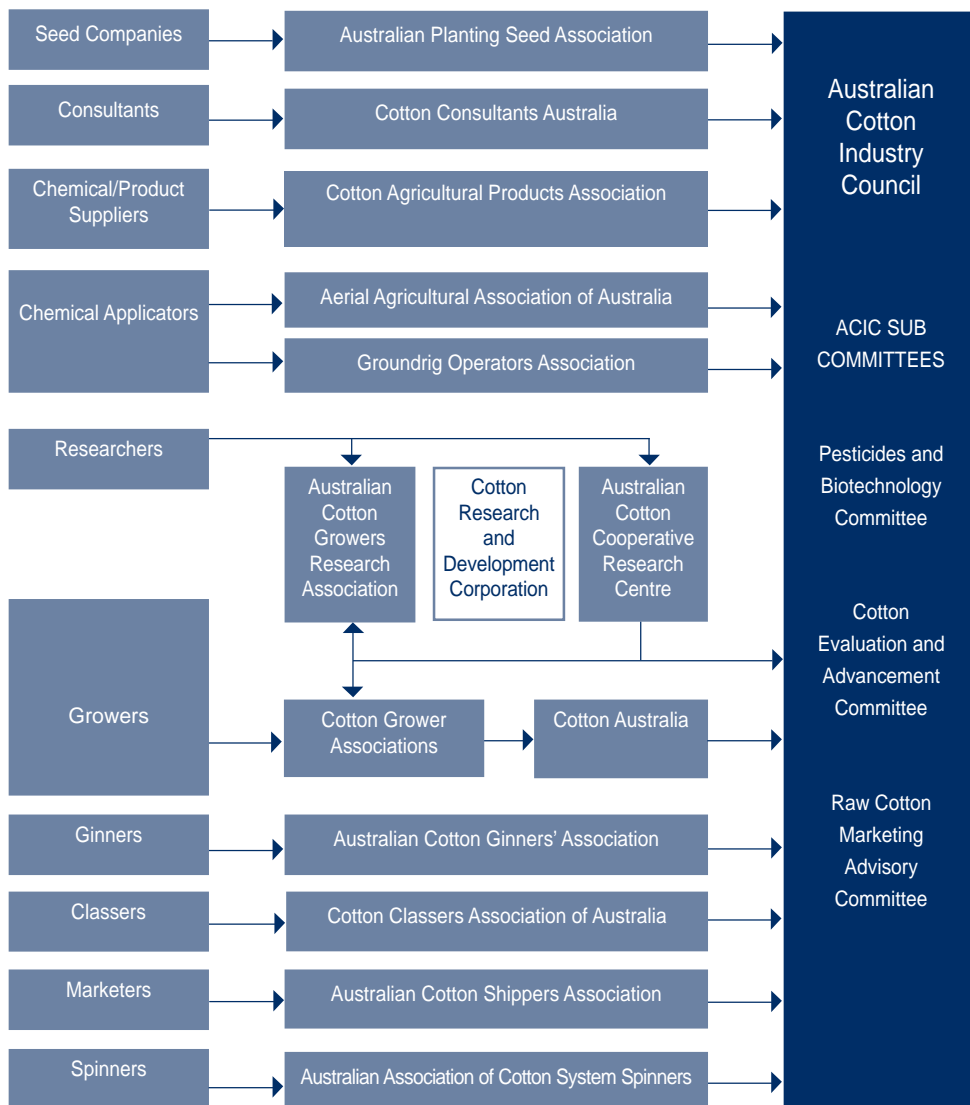 Seed Companies
Australian Planting Seed Association
Consultants
Cotton Consultants Australia
Chemical/Product
Suppliers
Cotton Agricultural Products Association
Chemical Applicators
Aerial Agricultural Association of Australia
Groundrig Operators Association
Researchers
Australian
Cotton
Growers
Research
Association
Cotton
Research
and
Development
Corporation
Australian
Cotton
Cooperative
Research
Centre
Growers
Cotton Grower
Associations
Cotton Australia
Ginners
Australian Cotton Ginners’ Association
Classers
Cotton Classers Association of Australia
Marketers
Australian Cotton Shippers Association
Spinners
Australian Association of Cotton System Spinners
Australian
Cotton
Industry
Council
ACIC SUB
COMMITTEES
Pesticides and
Biotechnology
Committee
Cotton
Evaluation and
Advancement
Committee
Raw Cotton
Marketing
Advisory
Committee